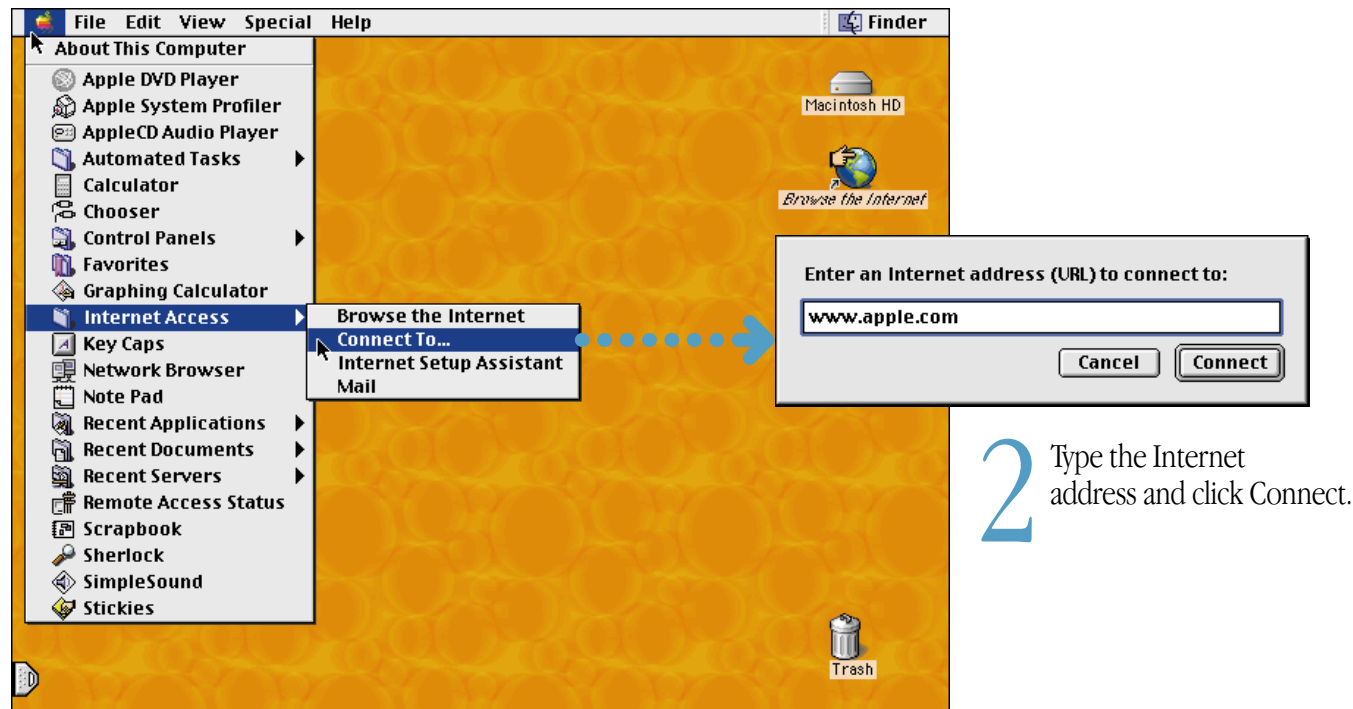 File Edit View Special Help Finder
About This Computer
Apple DVD Player
Apple System Profiler
AppleCD Audio Player
Automated Tasks
Calculator
Chooser
Control Panels
Favorites
Graphing Calculator
Internet Access
Key Caps
Network Browser
Note Pad
Recent Applications
Recent Documents
Recent Servers
Remote Access Status
Scrapbook
Sherlock
SimpleSound
Stickies
Browse the Internet
Connect To...
Internet Setup Assistant
Mail
Macintosh HD
Browse the Internet
Enter an Internet address (URL) to connect to:
www.apple.com
Cancel Connect
2
Type the Internet
address and click Connect.
Trash